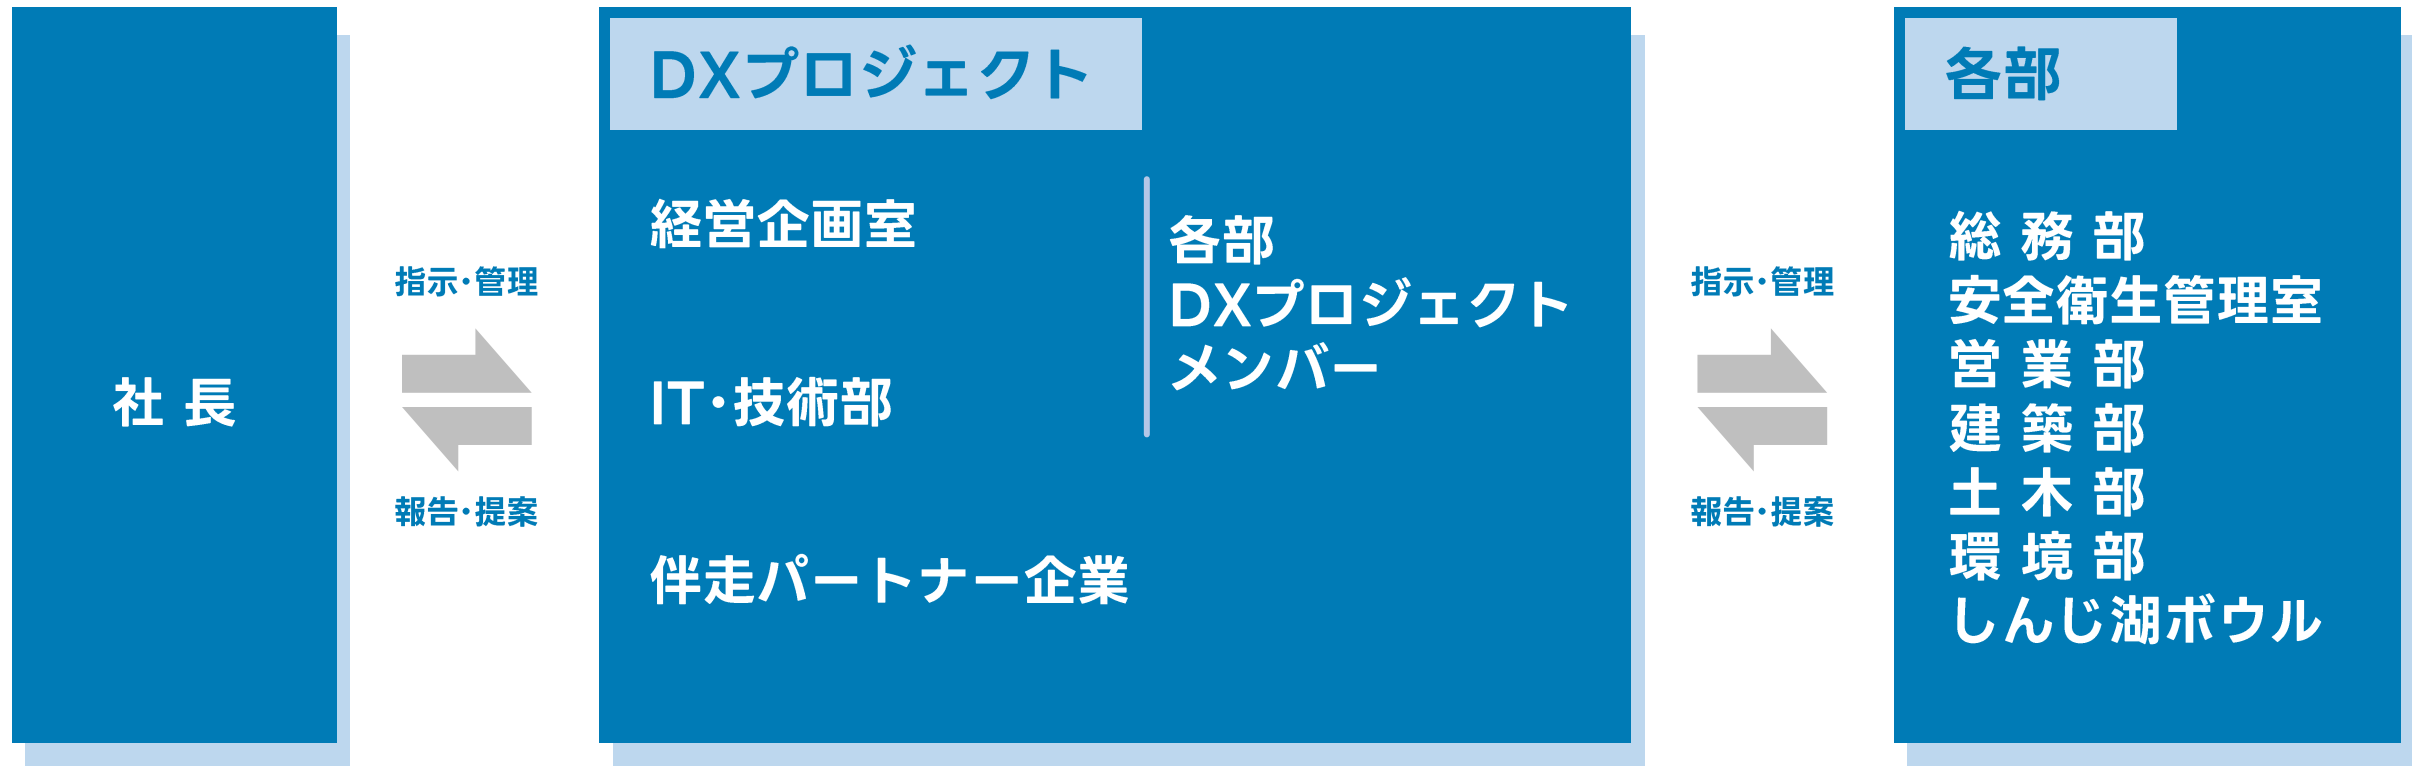 社 長
指示・管理
報告・提案
DXプロジェクト
経営企画室
IT・技術部
伴走パートナー企業
各部
DXプロジェクト
メンバー
指示・管理
報告・提案
各部
総 務 部
安全衛生管理室
営 業 部
建 築 部
土 木 部
環 境 部
しんじ湖ボウル